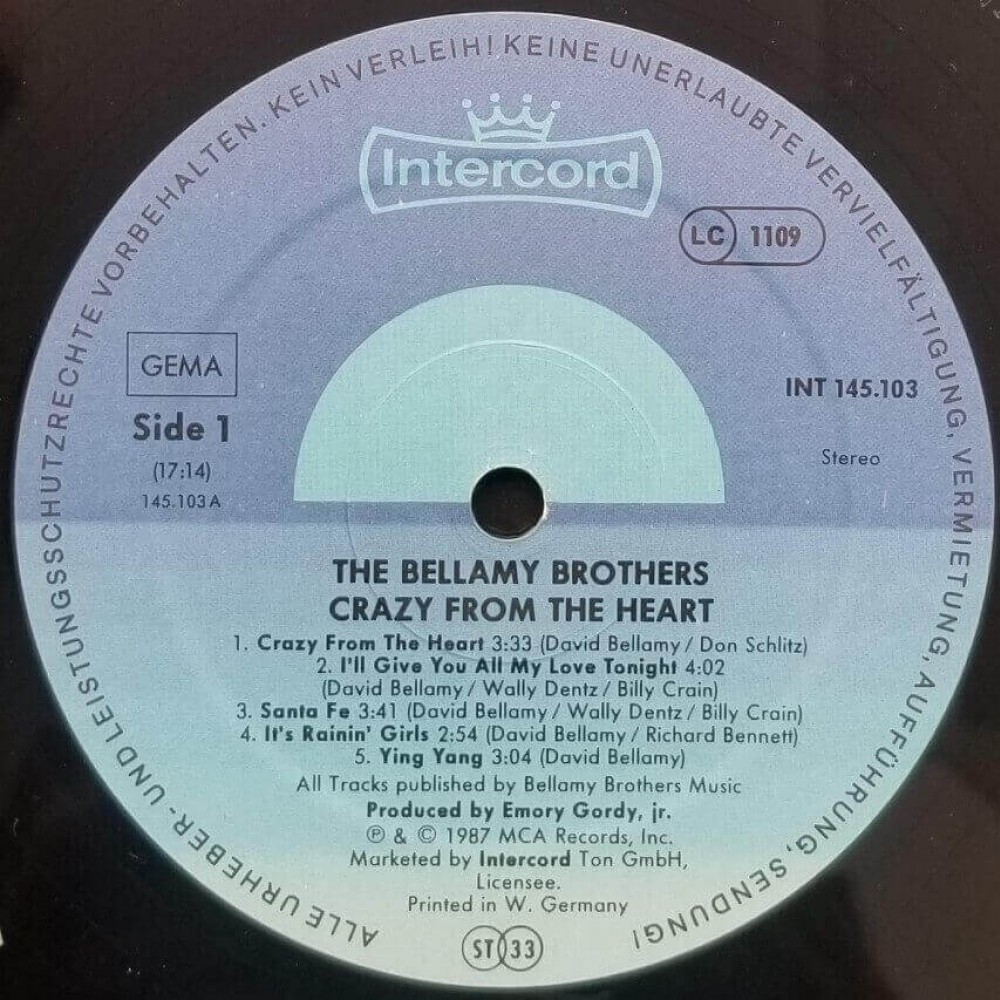 ALLE URHEBER- UND LEISTUNGSSCHUTZRECHTE VORBEHALTEN. KEIN VERLEIH! KEINE UNERLAUBTE VERVIELFÄLTIGUNG, VERMIETUNG, AUFFÜHRUNG, SENDUNG!
Intercord
LC 1109
GEMA
INT 145.103
Side 1
Stereo
(17:14)
145.103 A
THE BELLAMY BROTHERS
CRAZY FROM THE HEART
1. Crazy From The Heart 3:33 (David Bellamy / Don Schlitz)
2. I'll Give You All My Love Tonight 4:02
(David Bellamy / Wally Dentz / Billy Crain)
3. Santa Fe 3:41 (David Bellamy / Wally Dentz / Billy Crain)
4. It's Rainin' Girls 2:54 (David Bellamy / Richard Bennett)
5. Ying Yang 3:04 (David Bellamy)
All Tracks published by Bellamy Brothers Music
Produced by Emory Gordy, jr.
℗ & © 1987 MCA Records, Inc.
Marketed by Intercord Ton GmbH,
Licensee.
Printed in W. Germany
ST 33